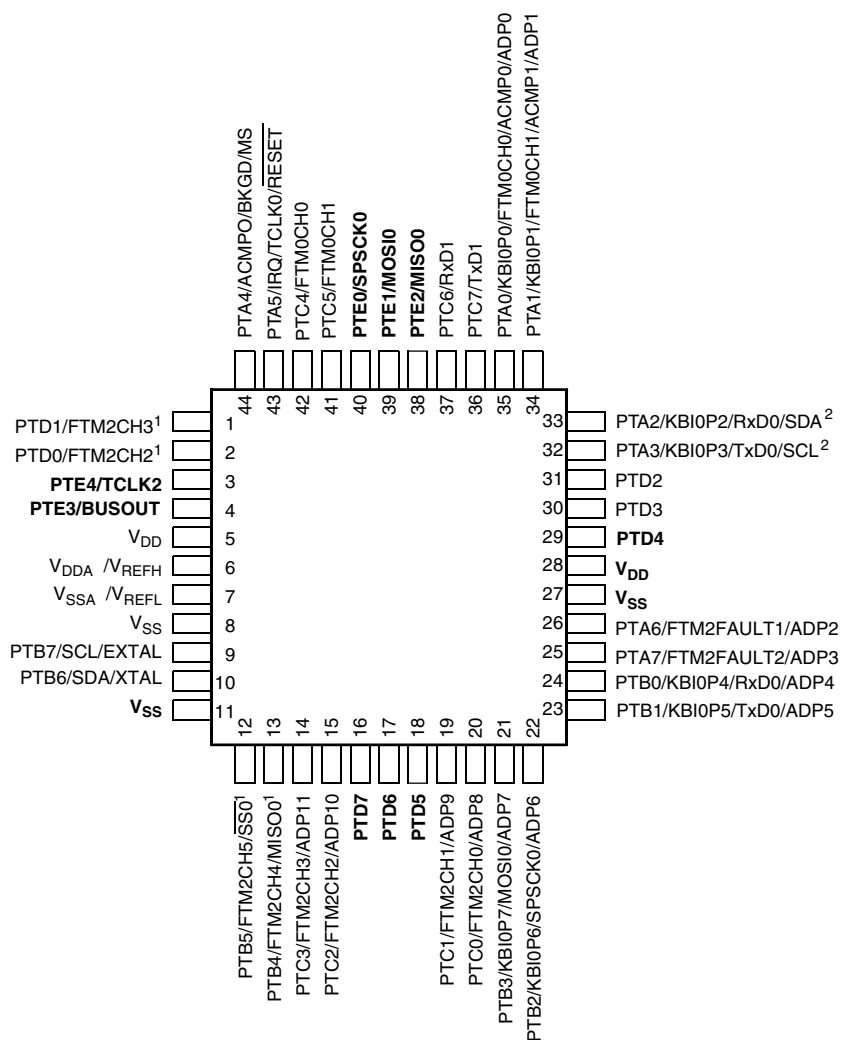 PTA4/ACMPO/BKGD/MS
PTA5/IRQ/TCLK0/RESET
PTC4/FTM0CH0
PTC5/FTM0CH1
PTE0/SPSCK0
PTE1/MOSI0
PTE2/MISO0
PTC6/RxD1
PTC7/TxD1
PTA0/KBI0P0/FTM0CH0/ACMP0/ADP0
PTA1/KBI0P1/FTM0CH1/ACMP1/ADP1
44
43
42
41
40
39
38
37
36
35
34
PTD1/FTM2CH3¹ 1
PTD0/FTM2CH2¹ 2
PTE4/TCLK2 3
PTE3/BUSOUT 4
VDD 5
VDDA /VREFH 6
VSSA /VREFL 7
VSS 8
PTB7/SCL/EXTAL 9
PTB6/SDA/XTAL 10
VSS 11
33 PTA2/KBI0P2/RxD0/SDA²
32 PTA3/KBI0P3/TxD0/SCL²
31 PTD2
30 PTD3
29 PTD4
28 VDD
27 VSS
26 PTA6/FTM2FAULT1/ADP2
25 PTA7/FTM2FAULT2/ADP3
24 PTB0/KBI0P4/RxD0/ADP4
23 PTB1/KBI0P5/TxD0/ADP5
12
13
14
15
16
17
18
19
20
21
22
PTB5/FTM2CH5/SS0¹
PTB4/FTM2CH4/MISO0¹
PTC3/FTM2CH3/ADP11
PTC2/FTM2CH2/ADP10
PTD7
PTD6
PTD5
PTC1/FTM2CH1/ADP9
PTC0/FTM2CH0/ADP8
PTB3/KBI0P7/MOSI0/ADP7
PTB2/KBI0P6/SPSCK0/ADP6